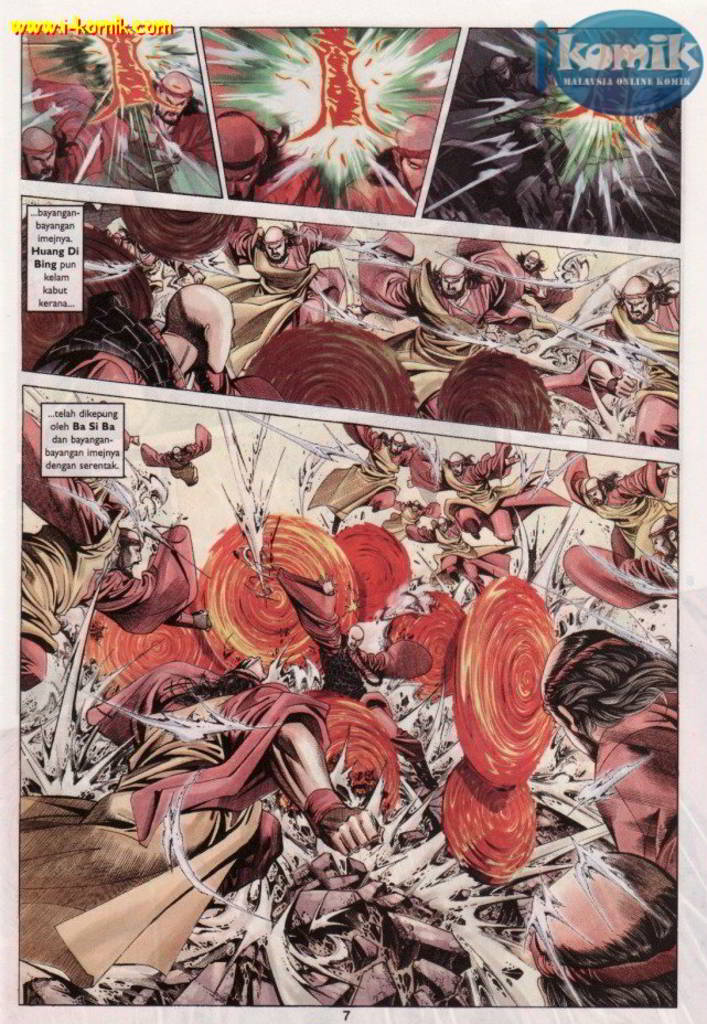 www.i-komik.com
ikomik
MALAYSIA ONLINE KOMIK
...bayangan-
bayangan
imejnya.
Huang Di
Bing pun
kelam
kabut
kerana...
...telah dikepung
oleh Ba Si Ba
dan bayangan-
bayangan imejnya
dengan serentak.
7